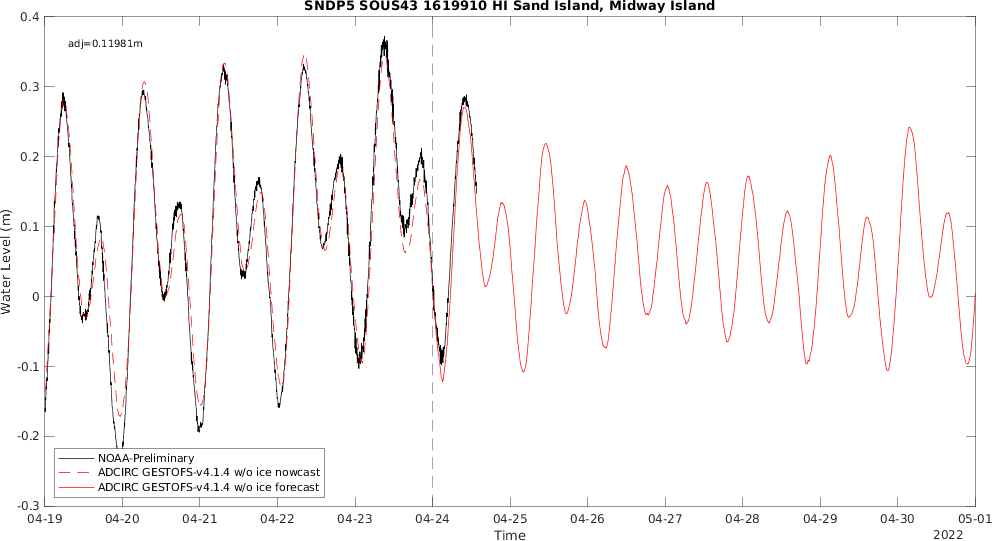 SNDP5 SOUS43 1619910 HI Sand Island, Midway Island
adj=0.11981m
0.4
0.3
0.2
0.1
0
-0.1
-0.2
-0.3
Water Level (m)
NOAA-Preliminary
ADCIRC GESTOFS-v4.1.4 w/o ice nowcast
ADCIRC GESTOFS-v4.1.4 w/o ice forecast
04-19 04-20 04-21 04-22 04-23 04-24 04-25 04-26 04-27 04-28 04-29 04-30 05-01
Time
2022